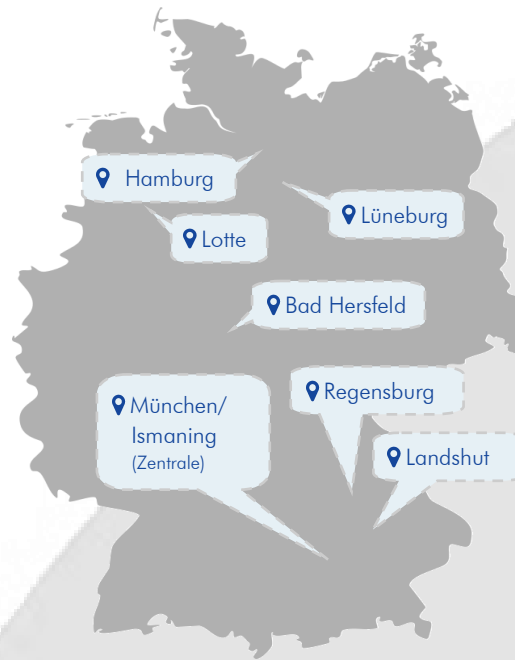 Hamburg
Lüneburg
Lotte
Bad Hersfeld
Regensburg
München/
Ismaning
(Zentrale)
Landshut